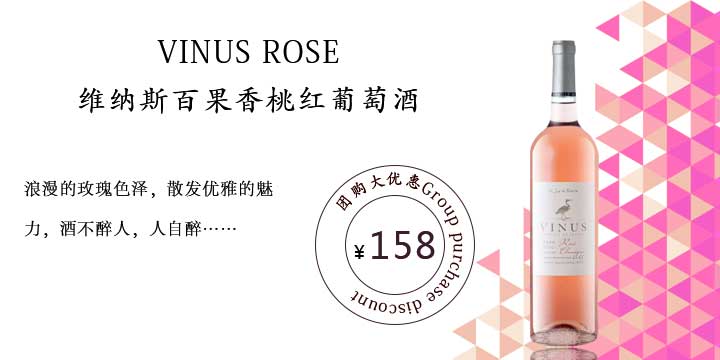 VINUS ROSE
维纳斯百果香桃红葡萄酒
浪漫的玫瑰色泽，散发优雅的魅
力，酒不醉人，人自醉……
团购大优惠Group purchase discount
¥158
VINUS